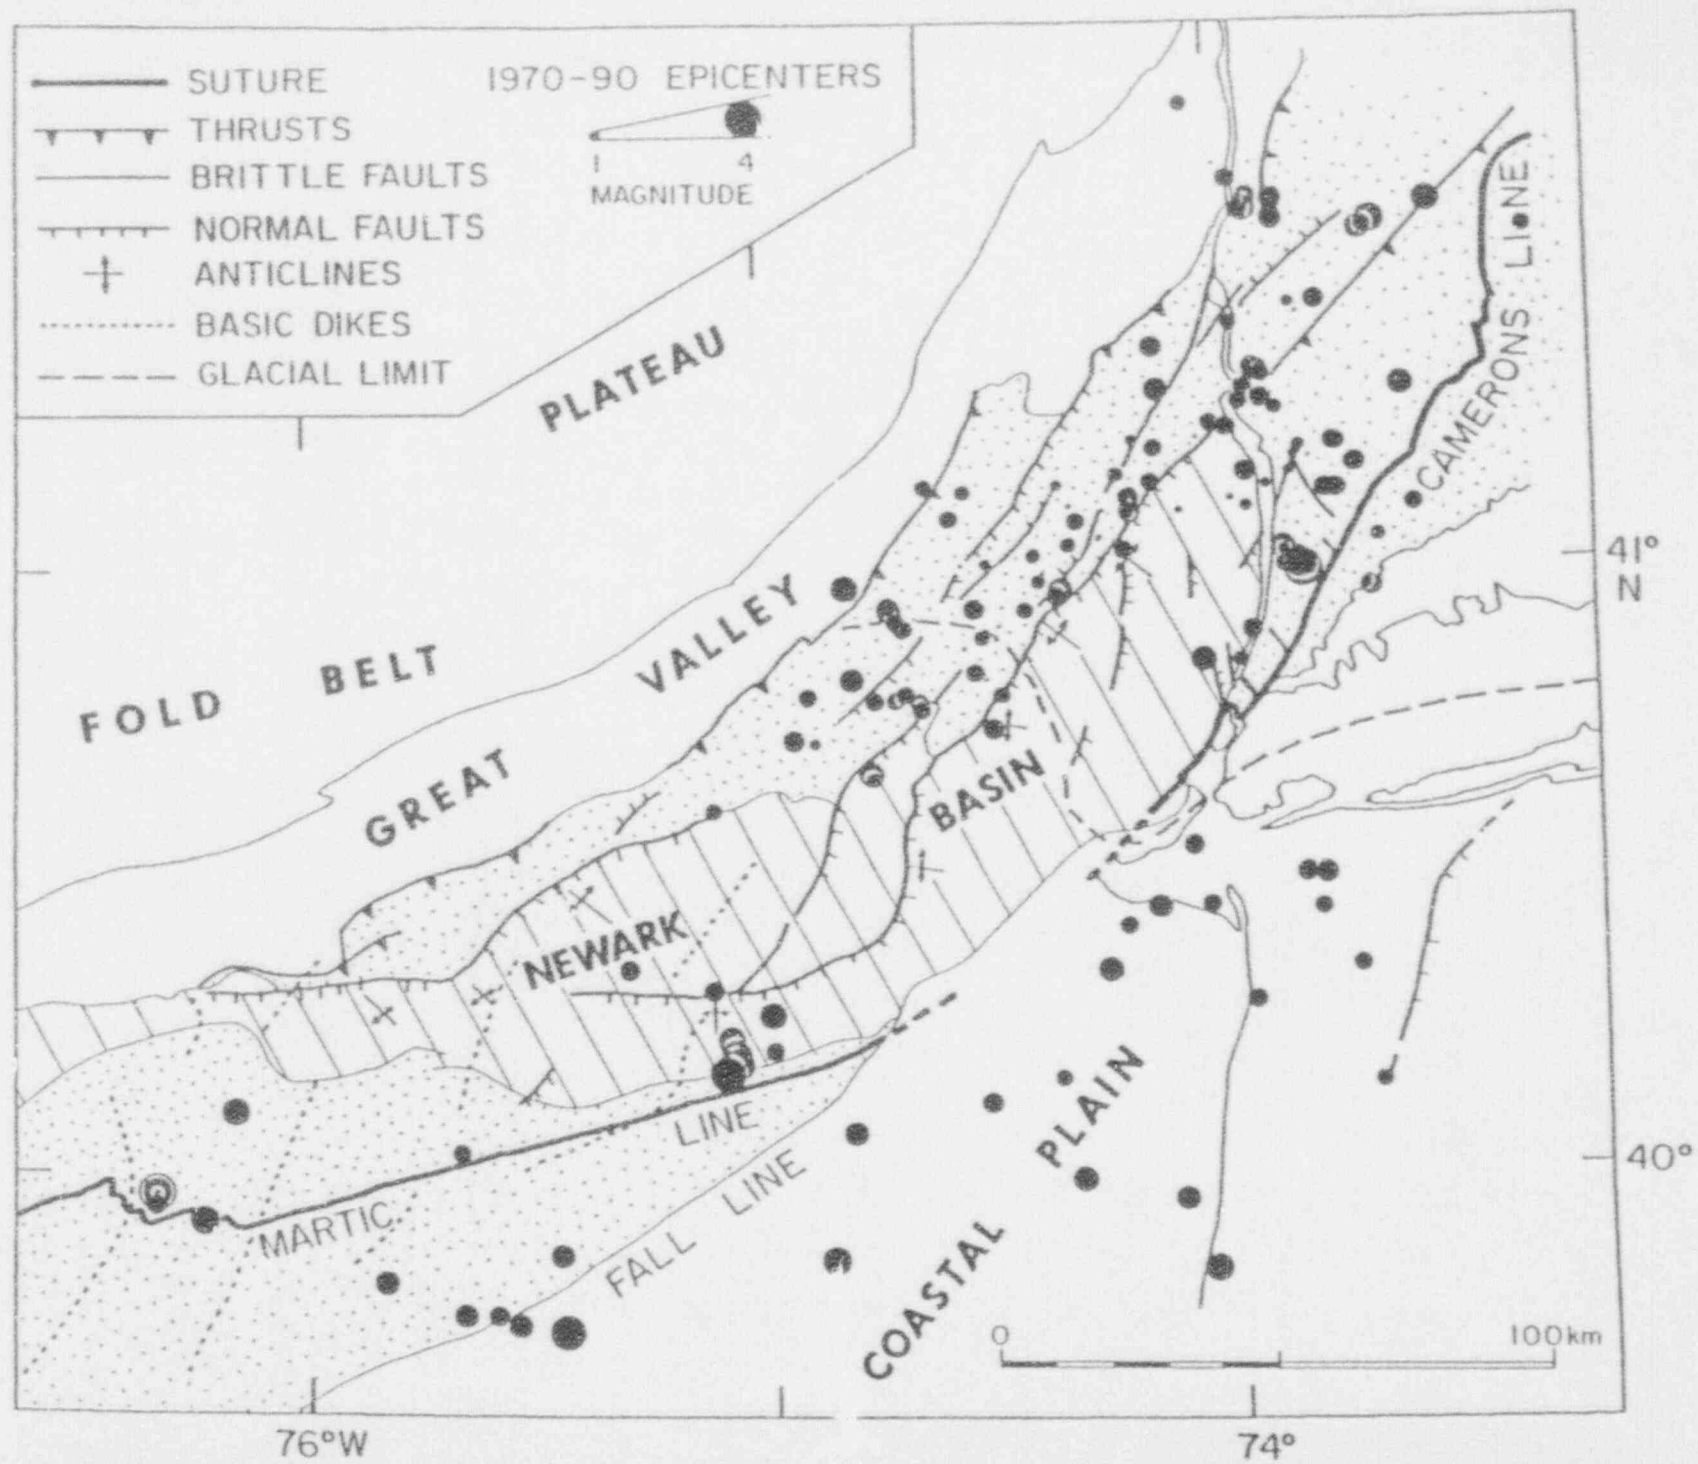 SUTURE
THRUSTS
BRITTLE FAULTS
NORMAL FAULTS
ANTICLINES
BASIC DIKES
GLACIAL LIMIT
1970-90 EPICENTERS
1 4
MAGNITUDE
PLATEAU
FOLD BELT
GREAT VALLEY
NEWARK BASIN
CAMERONS LINE
MARTIC LINE
FALL LINE
COASTAL PLAIN
41°
N
40°
0 100km
76°W 74°